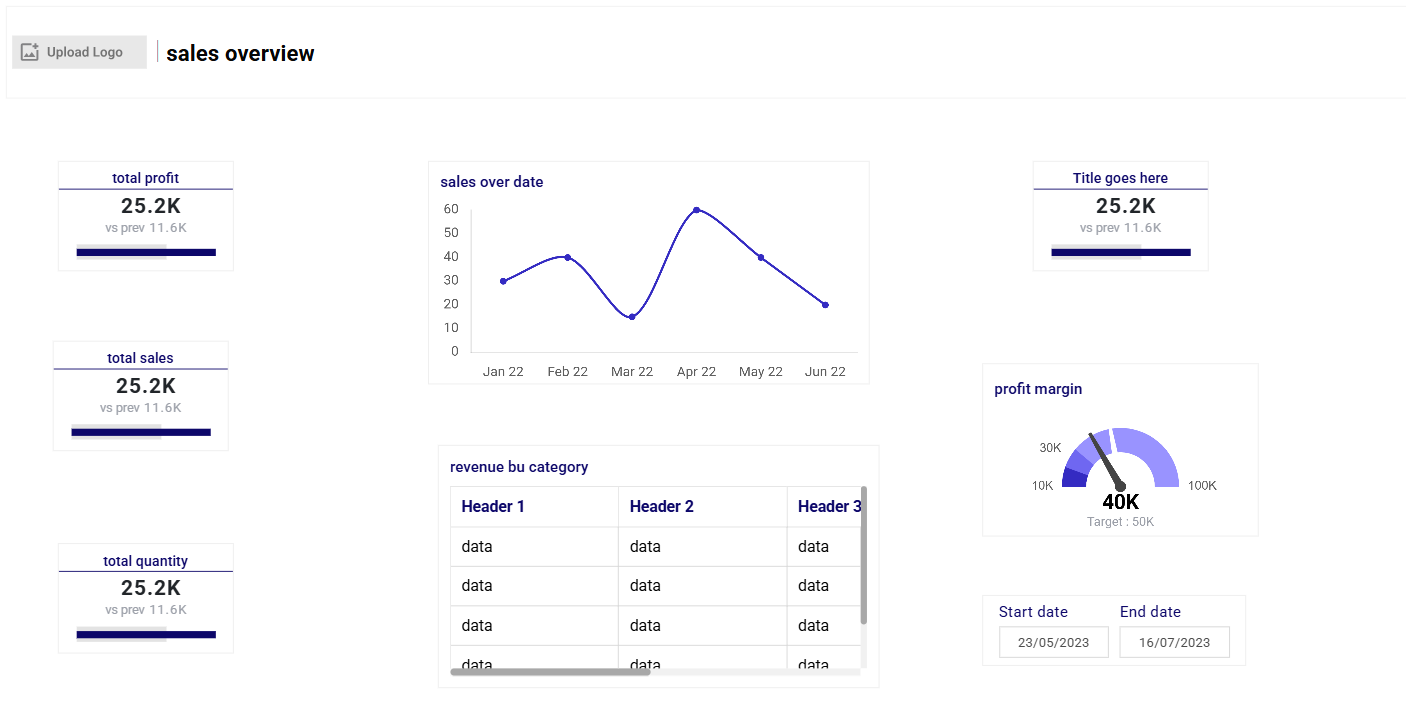 Upload Logo
sales overview
total profit
25.2K
vs prev 11.6K
total sales
25.2K
vs prev 11.6K
total quantity
25.2K
vs prev 11.6K
sales over date
60
50
40
30
20
10
0
Jan 22 Feb 22 Mar 22 Apr 22 May 22 Jun 22
revenue bu category
Header 1 Header 2 Header 3
data data data
data data data
data data data
data data data
Title goes here
25.2K
vs prev 11.6K
profit margin
30K
10K 100K
40K
Target : 50K
Start date End date
23/05/2023 16/07/2023